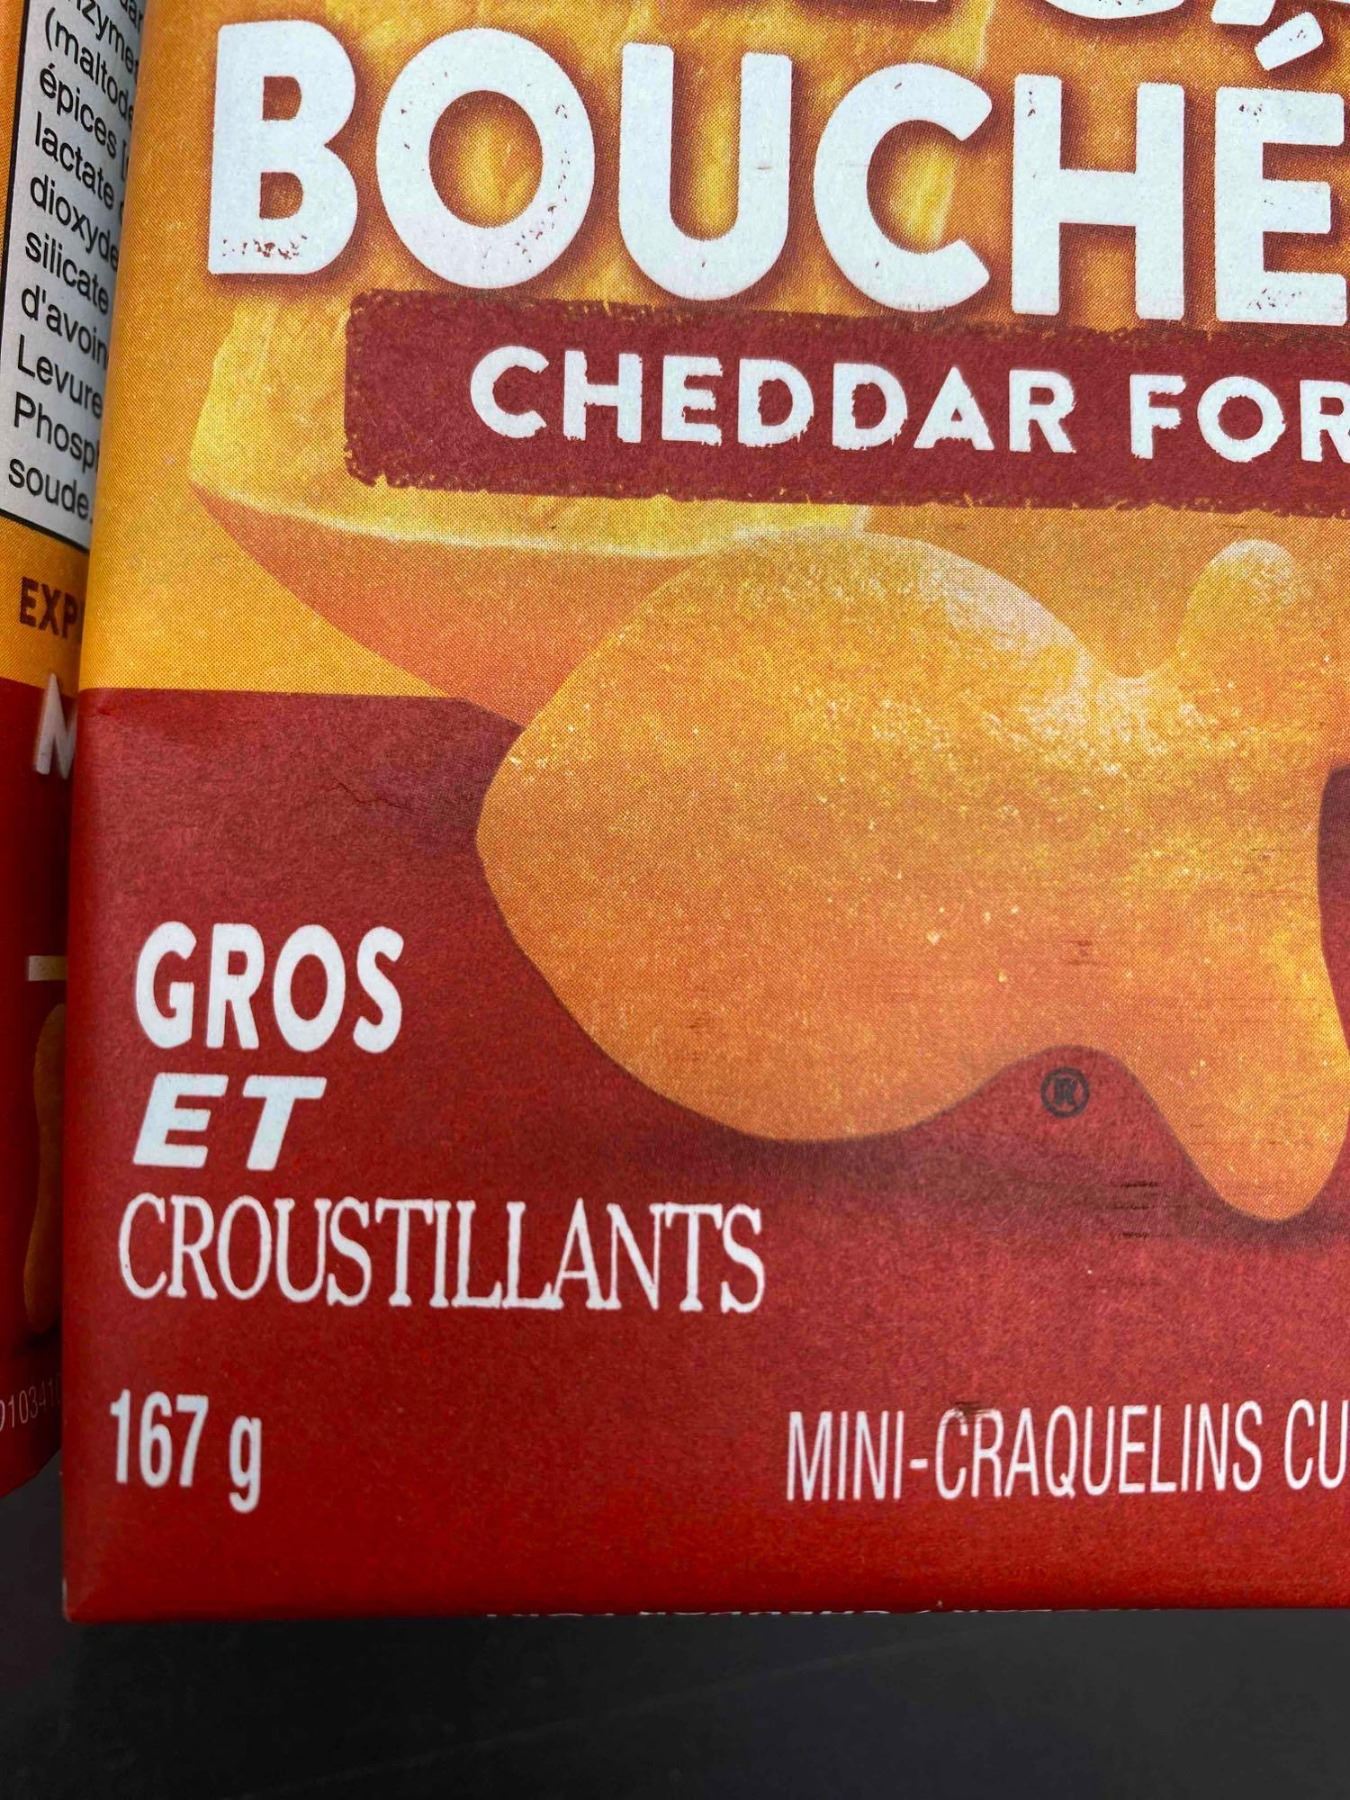 (maltod
épices
lactate
dioxyde
silicate
d'avoin
Levure
Phosp
soude.
EXP
BOUCHÉ
CHEDDAR FOR
GROS
ET
CROUSTILLANTS
®
167 g
MINI-CRAQUELINS CU